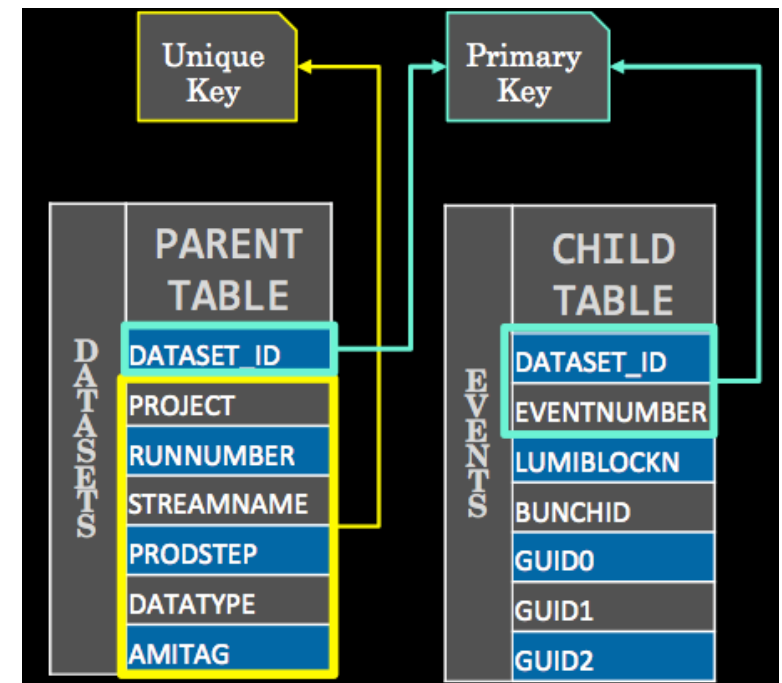 Unique
Key
Primary
Key
DATASETS
PARENT
TABLE
DATASET_ID
PROJECT
RUNNUMBER
STREAMNAME
PRODSTEP
DATATYPE
AMITAG
EVENTS
CHILD
TABLE
DATASET_ID
EVENTNUMBER
LUMIBLOCKN
BUNCHID
GUID0
GUID1
GUID2